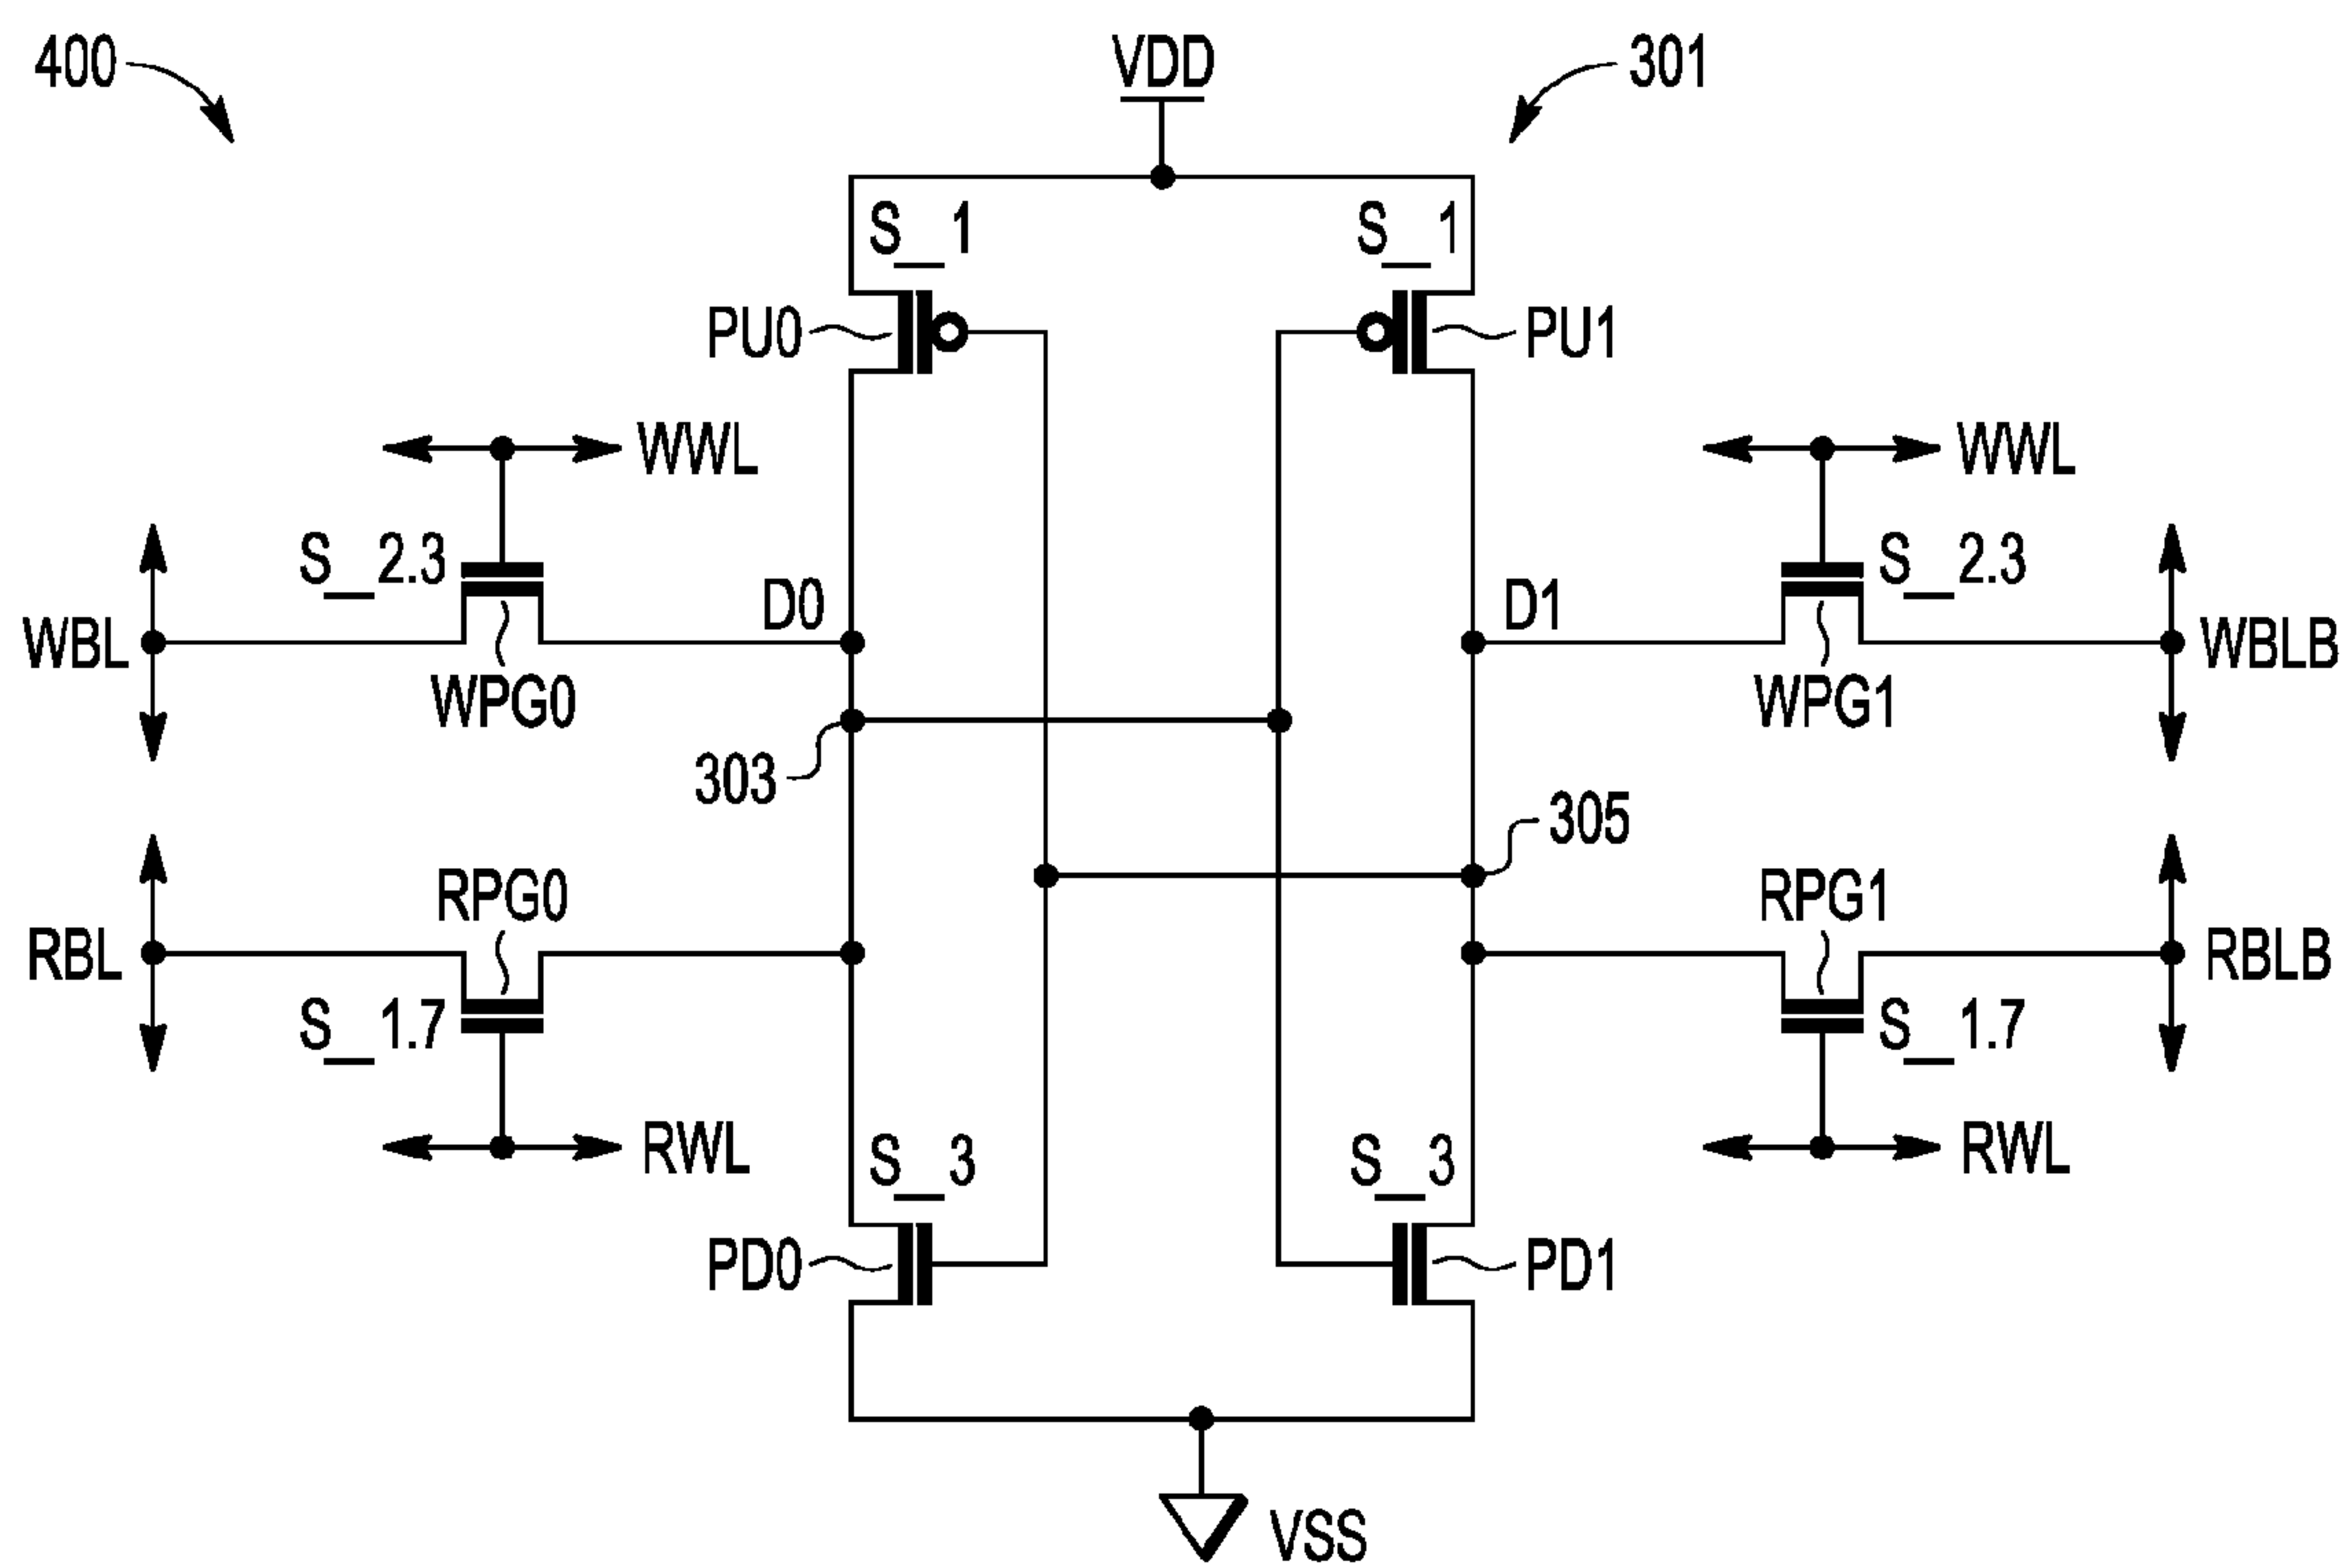 400
VDD
301
S_1
S_1
PU0
PU1
WWL
WWL
S_2.3
S_2.3
D0
D1
WBL
WBLB
WPG0
WPG1
303
305
RPG0
RPG1
RBL
RBLB
S_1.7
S_1.7
RWL
RWL
S_3
S_3
PD0
PD1
VSS